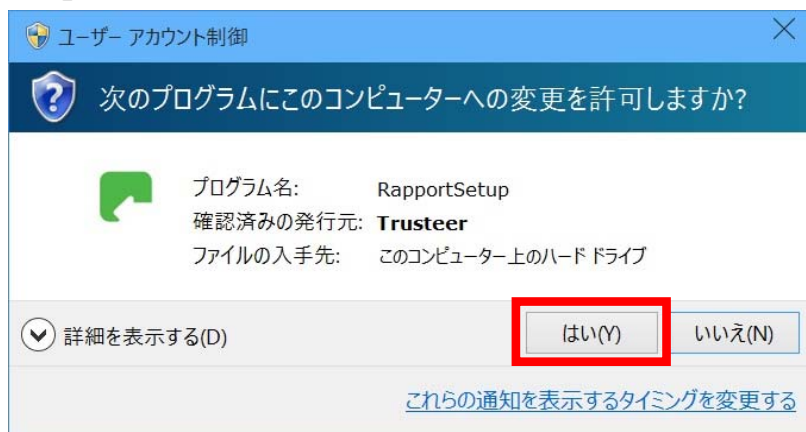 ユーザー アカウント制御
次のプログラムにこのコンピューターへの変更を許可しますか?
プログラム名: RapportSetup
確認済みの発行元: Trusteer
ファイルの入手先: このコンピューター上のハード ドライブ
詳細を表示する(D) はい(Y) いいえ(N)
これらの通知を表示するタイミングを変更する